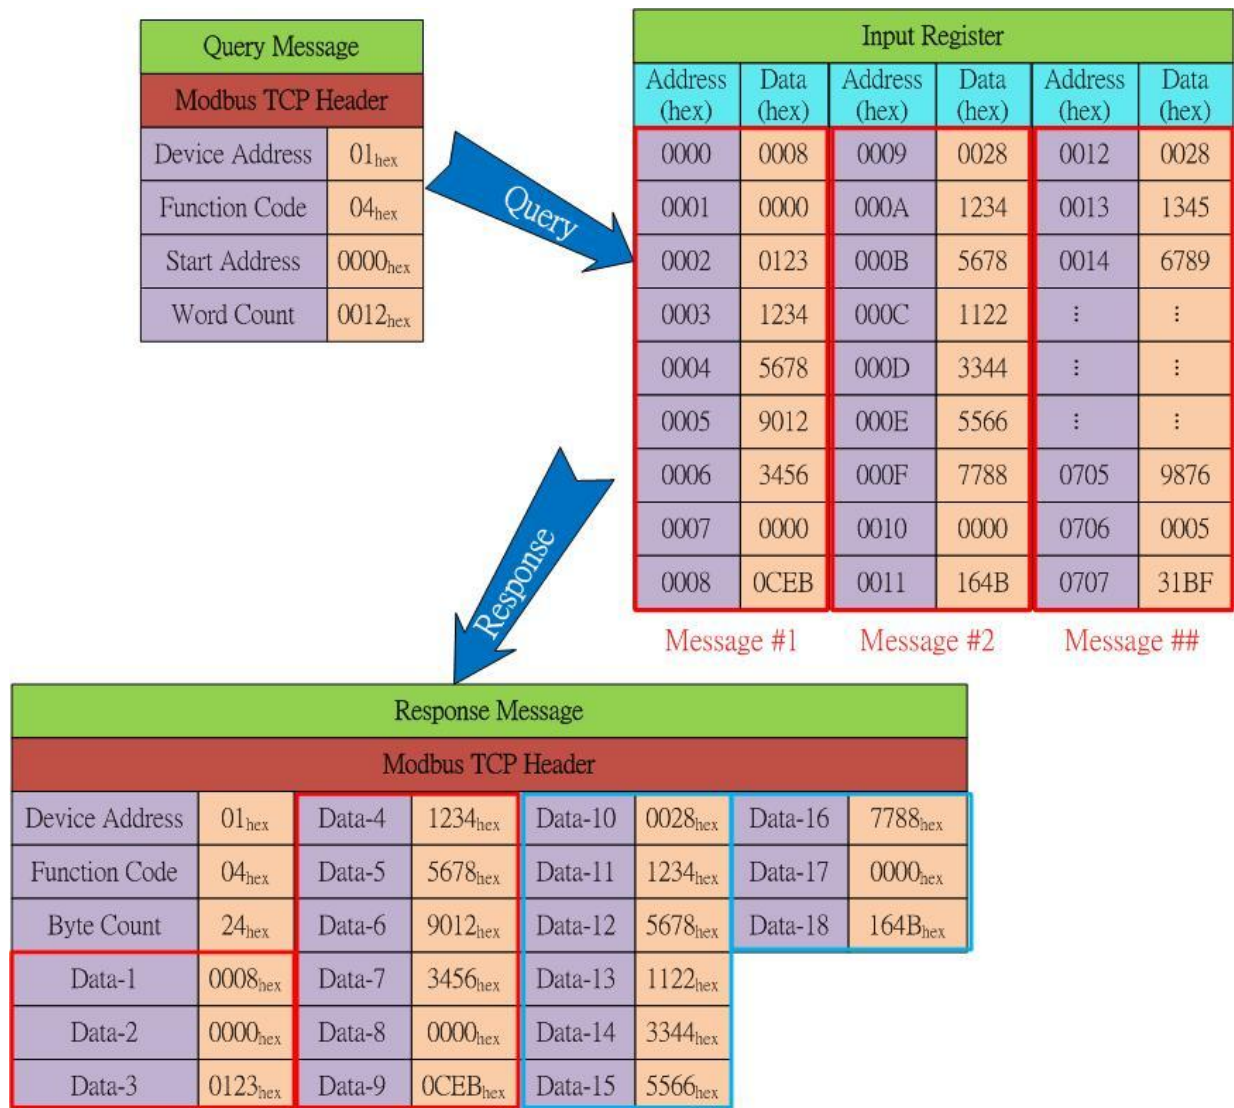 Query Message
Modbus TCP Header
Device Address 01hex
Function Code 04hex
Start Address 0000hex
Word Count 0012hex
Query
Input Register
Address (hex) Data (hex) Address (hex) Data (hex) Address (hex) Data (hex)
0000 0008 0009 0028 0012 0028
0001 0000 000A 1234 0013 1345
0002 0123 000B 5678 0014 6789
0003 1234 000C 1122 ⋮ ⋮
0004 5678 000D 3344 ⋮ ⋮
0005 9012 000E 5566 ⋮ ⋮
0006 3456 000F 7788 0705 9876
0007 0000 0010 0000 0706 0005
0008 0CEB 0011 164B 0707 31BF
Message #1 Message #2 Message ##
Response
Response Message
Modbus TCP Header
Device Address 01hex Data-4 1234hex Data-10 0028hex Data-16 7788hex
Function Code 04hex Data-5 5678hex Data-11 1234hex Data-17 0000hex
Byte Count 24hex Data-6 9012hex Data-12 5678hex Data-18 164Bhex
Data-1 0008hex Data-7 3456hex Data-13 1122hex
Data-2 0000hex Data-8 0000hex Data-14 3344hex
Data-3 0123hex Data-9 0CEBhex Data-15 5566hex